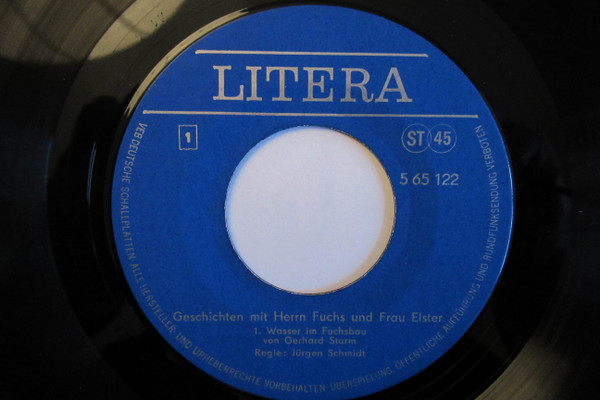 LITERA
1
ST 45
5 65 122
Geschichten mit Herrn Fuchs und Frau Elster
1. Wasser im Fuchsbau
von Gerhard Sturm
Regie: Jürgen Schmidt
VEB DEUTSCHE SCHALLPLATTEN · ALLE HERSTELLER- UND URHEBERRECHTE VORBEHALTEN · ÜBERSPIELUNG, ÖFFENTLICHE AUFFÜHRUNG UND RUNDFUNKSENDUNG VERBOTEN